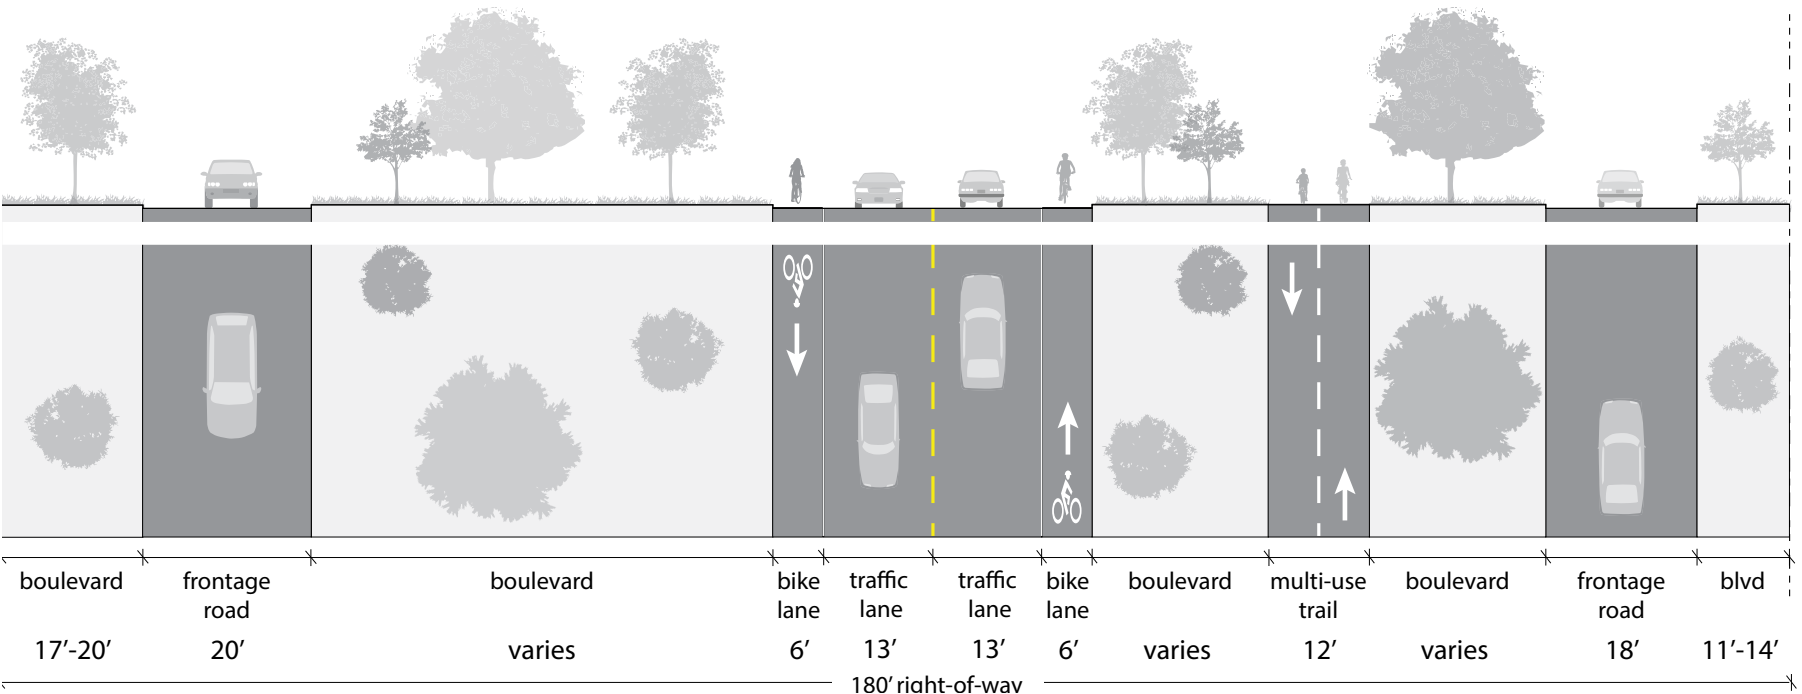 boulevard
frontage
road
boulevard
bike
lane
traffic
lane
traffic
lane
bike
lane
boulevard
multi-use
trail
boulevard
frontage
road
blvd
17′-20′
20′
varies
6′
13′
13′
6′
varies
12′
varies
18′
11′-14′
180′ right-of-way